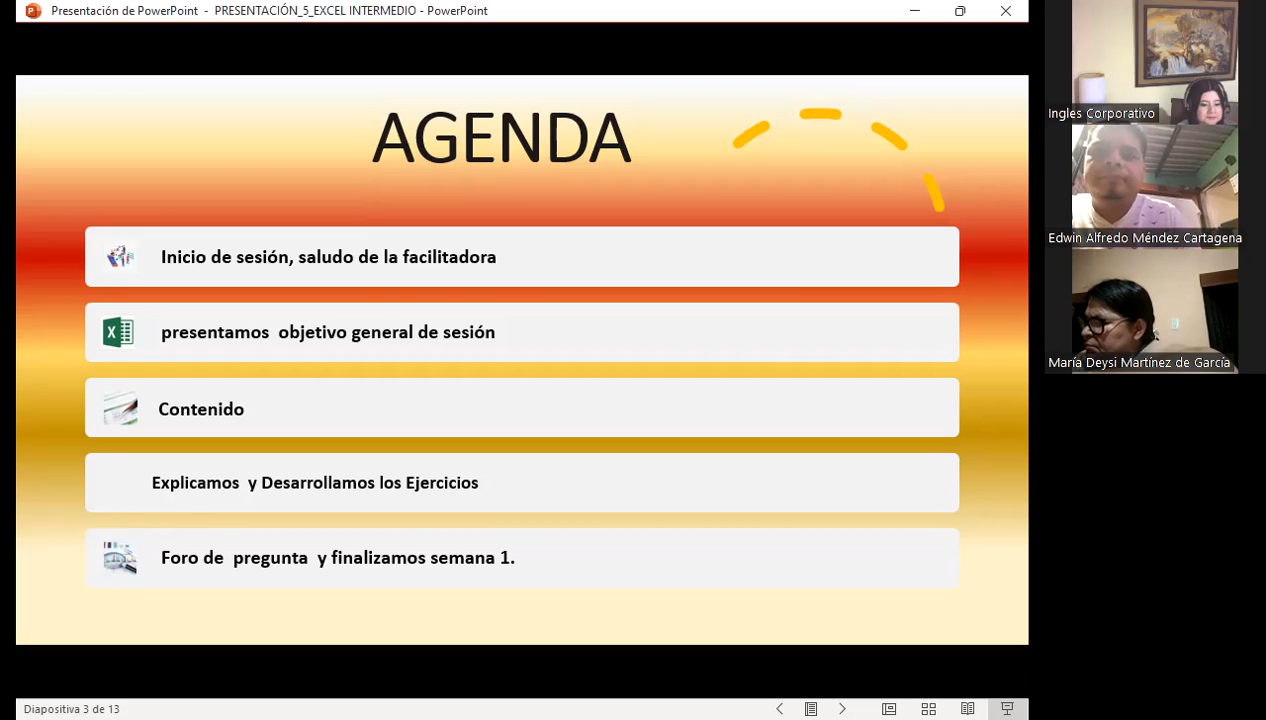 Presentación de PowerPoint - PRESENTACIÓN_5_EXCEL INTERMEDIO - PowerPoint
AGENDA
Inicio de sesión, saludo de la facilitadora
presentamos objetivo general de sesión
Contenido
Explicamos y Desarrollamos los Ejercicios
Foro de pregunta y finalizamos semana 1.
Diapositiva 3 de 13
Ingles Corporativo
Edwin Alfredo Méndez Cartagena
María Deysi Martínez de García